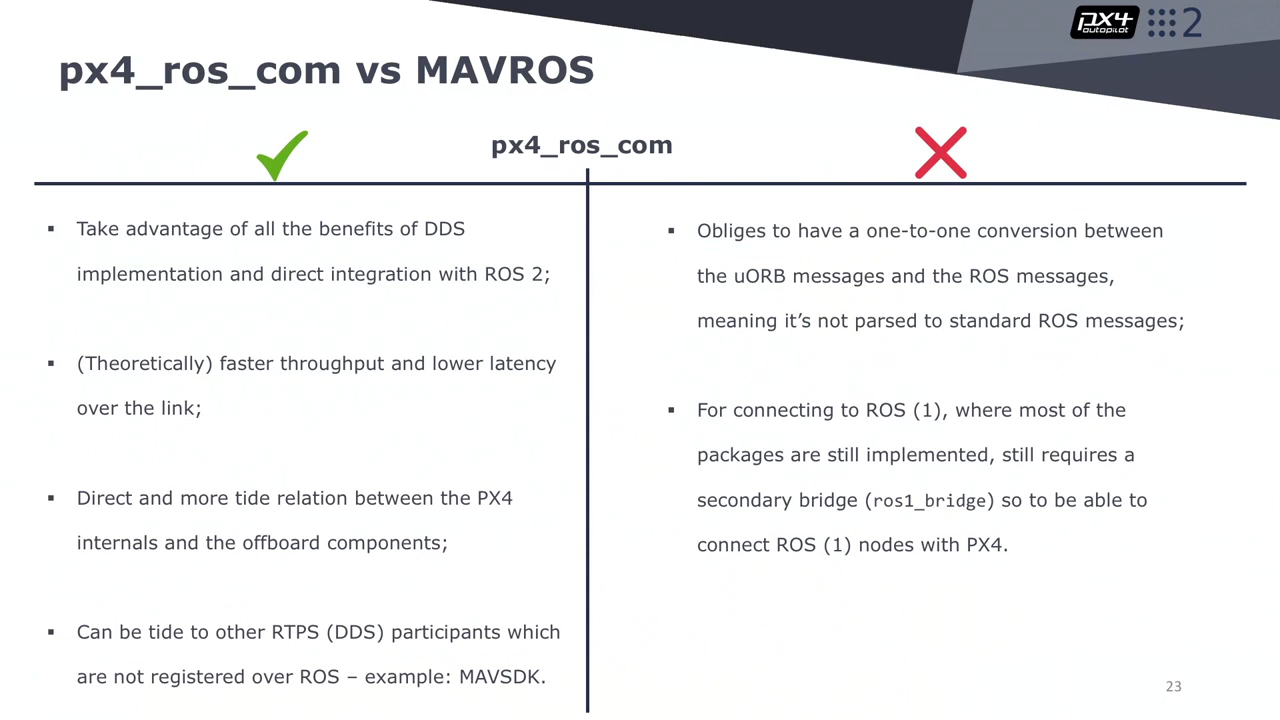 px4
autopilot
2
px4_ros_com vs MAVROS
px4_ros_com
▪ Take advantage of all the benefits of DDS
implementation and direct integration with ROS 2;
▪ (Theoretically) faster throughput and lower latency
over the link;
▪ Direct and more tide relation between the PX4
internals and the offboard components;
▪ Can be tide to other RTPS (DDS) participants which
are not registered over ROS – example: MAVSDK.
▪ Obliges to have a one-to-one conversion between
the uORB messages and the ROS messages,
meaning it’s not parsed to standard ROS messages;
▪ For connecting to ROS (1), where most of the
packages are still implemented, still requires a
secondary bridge (ros1_bridge) so to be able to
connect ROS (1) nodes with PX4.
23